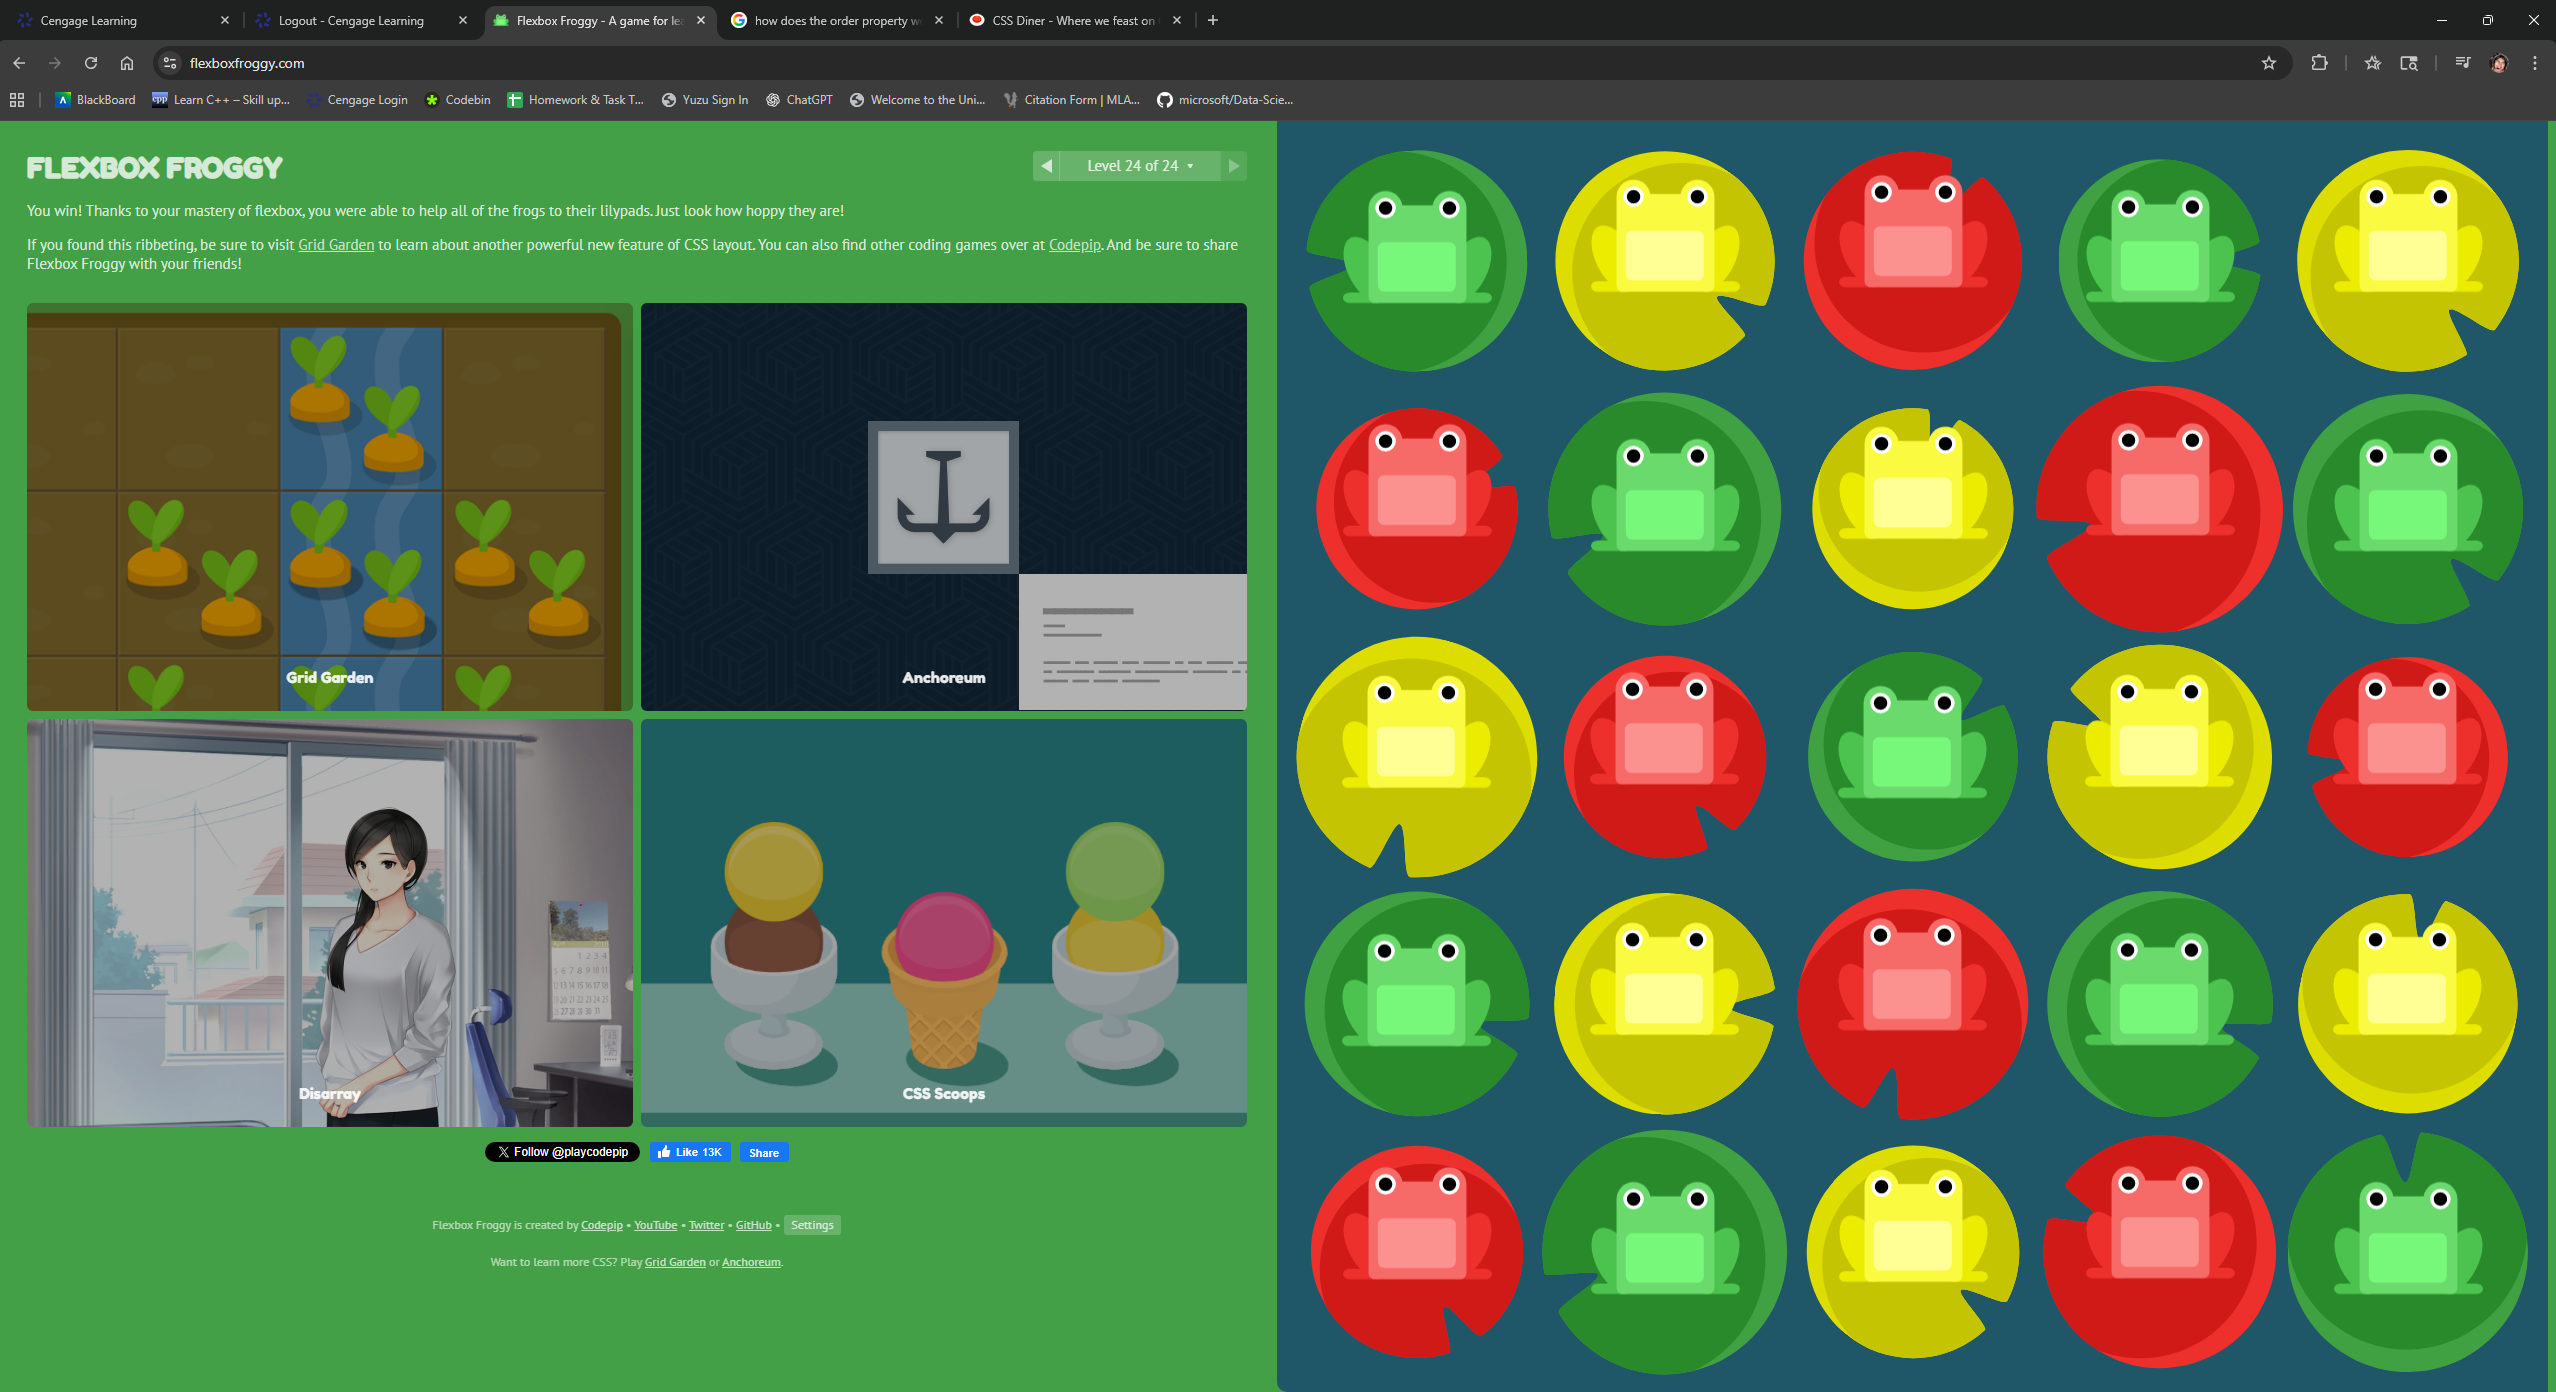 Cengage Learning
Logout - Cengage Learning
Flexbox Froggy - A game for lea
how does the order property w
CSS Diner - Where we feast on
flexboxfroggy.com
BlackBoard
Learn C++ – Skill up...
Cengage Login
Codebin
Homework & Task T...
Yuzu Sign In
ChatGPT
Welcome to the Uni...
Citation Form | MLA...
microsoft/Data-Scie...
FLEXBOX FROGGY
Level 24 of 24
You win! Thanks to your mastery of flexbox, you were able to help all of the frogs to their lilypads. Just look how hoppy they are!
If you found this ribbeting, be sure to visit Grid Garden to learn about another powerful new feature of CSS layout. You can also find other coding games over at Codepip. And be sure to share
Flexbox Froggy with your friends!
Grid Garden
Anchoreum
Disarray
CSS Scoops
Follow @playcodepip
Like 13K
Share
Flexbox Froggy is created by Codepip • YouTube • Twitter • GitHub • Settings
Want to learn more CSS? Play Grid Garden or Anchoreum.